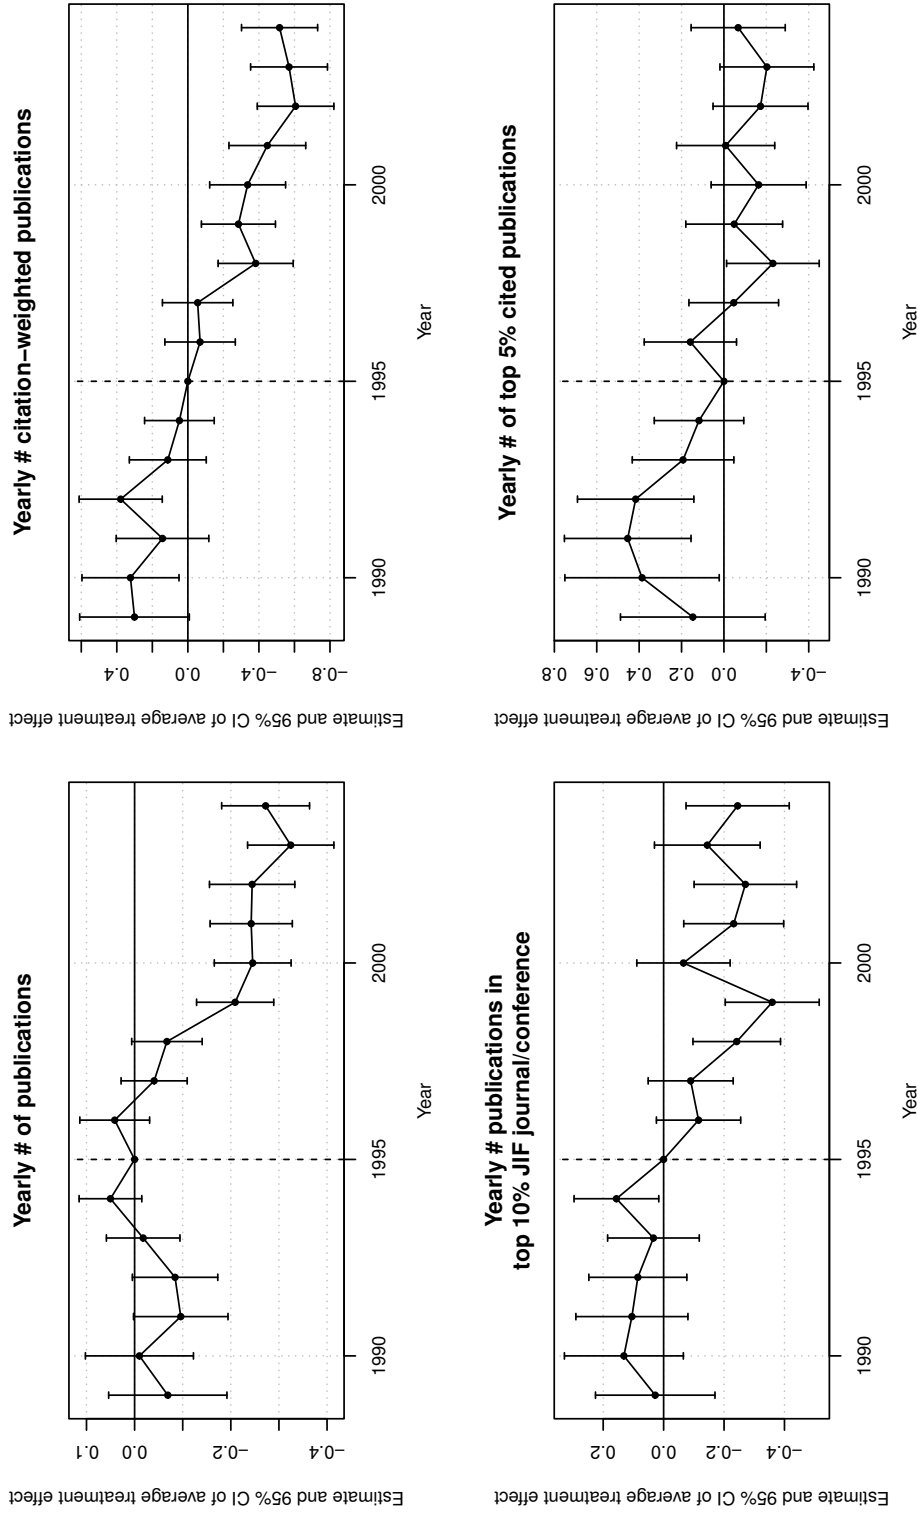 Yearly # of publications
Estimate and 95% CI of average treatment effect
0.1
0.0
−0.2
−0.4
1990
1995
2000
Year
Yearly # citation−weighted publications
Estimate and 95% CI of average treatment effect
0.4
0.0
−0.4
−0.8
1990
1995
2000
Year
Yearly # publications in
top 10% JIF journal/conference
Estimate and 95% CI of average treatment effect
0.2
0.0
−0.2
−0.4
1990
1995
2000
Year
Yearly # of top 5% cited publications
Estimate and 95% CI of average treatment effect
0.8
0.6
0.4
0.2
0.0
−0.4
1990
1995
2000
Year